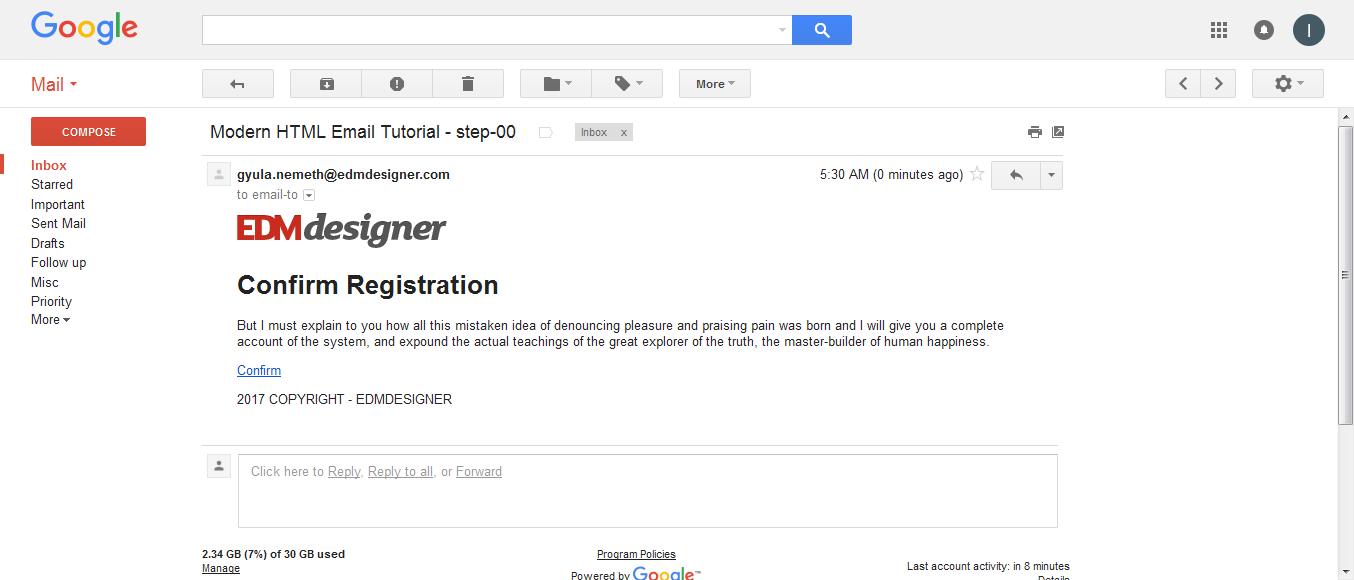 Google
I
Mail
More
COMPOSE
Modern HTML Email Tutorial - step-00
Inbox x
Inbox
Starred
Important
Sent Mail
Drafts
Follow up
Misc
Priority
More
gyula.nemeth@edmdesigner.com
5:30 AM (0 minutes ago)
to email-to
EDMdesigner
Confirm Registration
But I must explain to you how all this mistaken idea of denouncing pleasure and praising pain was born and I will give you a complete
account of the system, and expound the actual teachings of the great explorer of the truth, the master-builder of human happiness.
Confirm
2017 COPYRIGHT - EDMDESIGNER
Click here to Reply, Reply to all, or Forward
2.34 GB (7%) of 30 GB used
Manage
Program Policies
Powered by Google™
Last account activity: in 8 minutes
Details